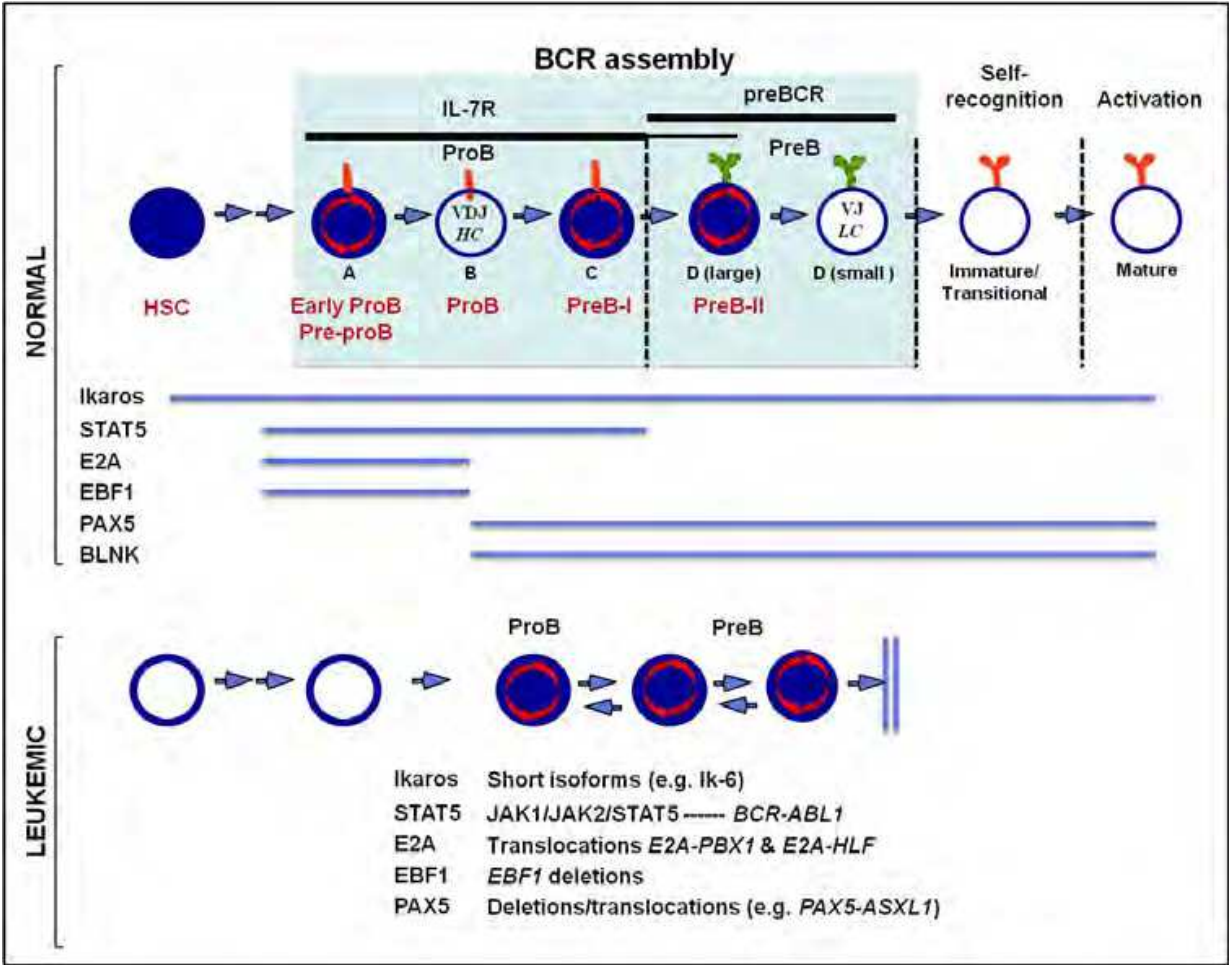 BCR assembly
Self-
recognition
Activation
IL-7R
preBCR
ProB
PreB
VDJ
HC
VJ
LC
A
B
C
D (large)
D (small )
Immature/
Transitional
Mature
HSC
Early ProB
Pre-proB
ProB
PreB-I
PreB-II
NORMAL
Ikaros
STAT5
E2A
EBF1
PAX5
BLNK
LEUKEMIC
ProB
PreB
Ikaros Short isoforms (e.g. Ik-6)
STAT5 JAK1/JAK2/STAT5 ------ BCR-ABL1
E2A Translocations E2A-PBX1 & E2A-HLF
EBF1 EBF1 deletions
PAX5 Deletions/translocations (e.g. PAX5-ASXL1)